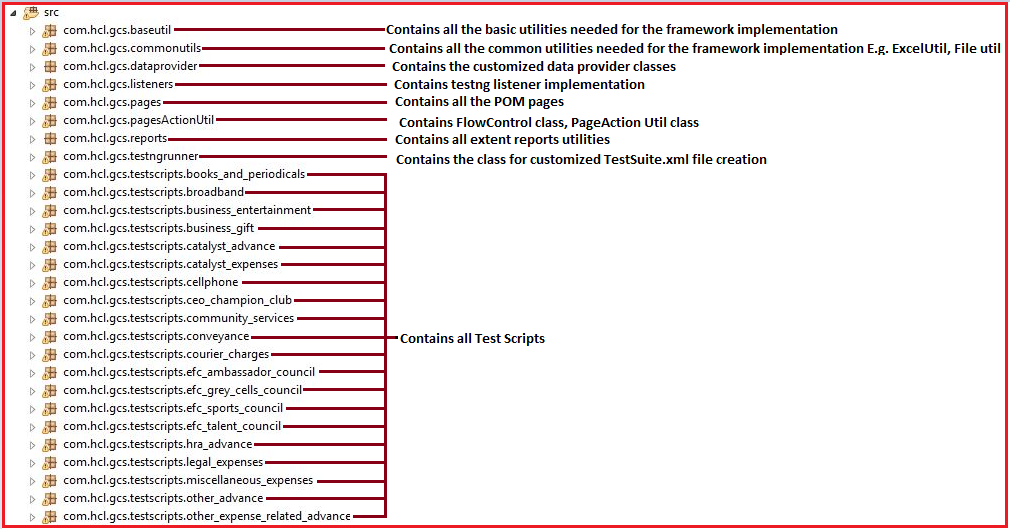 src
com.hcl.gcs.baseutil Contains all the basic utilities needed for the framework implementation
com.hcl.gcs.commonutils Contains all the common utilities needed for the framework implementation E.g. ExcelUtil, File util
com.hcl.gcs.dataprovider Contains the customized data provider classes
com.hcl.gcs.listeners Contains testng listener implementation
com.hcl.gcs.pages Contains all the POM pages
com.hcl.gcs.pagesActionUtil Contains FlowControl class, PageAction Util class
com.hcl.gcs.reports Contains all extent reports utilities
com.hcl.gcs.testngrunner Contains the class for customized TestSuite.xml file creation
com.hcl.gcs.testscripts.books_and_periodicals
com.hcl.gcs.testscripts.broadband
com.hcl.gcs.testscripts.business_entertainment
com.hcl.gcs.testscripts.business_gift
com.hcl.gcs.testscripts.catalyst_advance
com.hcl.gcs.testscripts.catalyst_expenses
com.hcl.gcs.testscripts.cellphone
com.hcl.gcs.testscripts.ceo_champion_club
com.hcl.gcs.testscripts.community_services
com.hcl.gcs.testscripts.conveyance Contains all Test Scripts
com.hcl.gcs.testscripts.courier_charges
com.hcl.gcs.testscripts.efc_ambassador_council
com.hcl.gcs.testscripts.efc_grey_cells_council
com.hcl.gcs.testscripts.efc_sports_council
com.hcl.gcs.testscripts.efc_talent_council
com.hcl.gcs.testscripts.hra_advance
com.hcl.gcs.testscripts.legal_expenses
com.hcl.gcs.testscripts.miscellaneous_expenses
com.hcl.gcs.testscripts.other_advance
com.hcl.gcs.testscripts.other_expense_related_advance